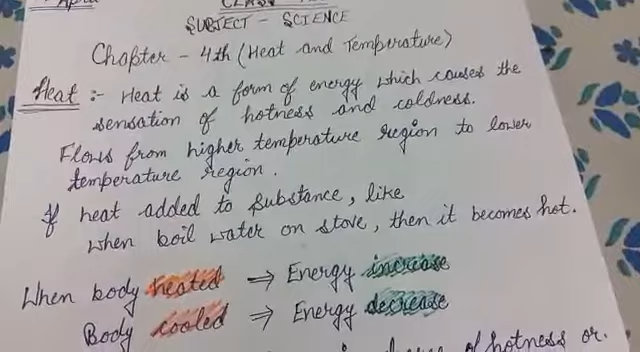 SUBJECT - SCIENCE
Chapter - 4th (Heat and Temperature)
Heat :- Heat is a form of energy which causes the
sensation of hotness and coldness.
Flows from higher temperature region to lower
temperature region.
If heat added to substance, like
when boil water on stove, then it becomes hot.
When body heated ⇒ Energy increase
Body cooled ⇒ Energy decrease
of hotness or